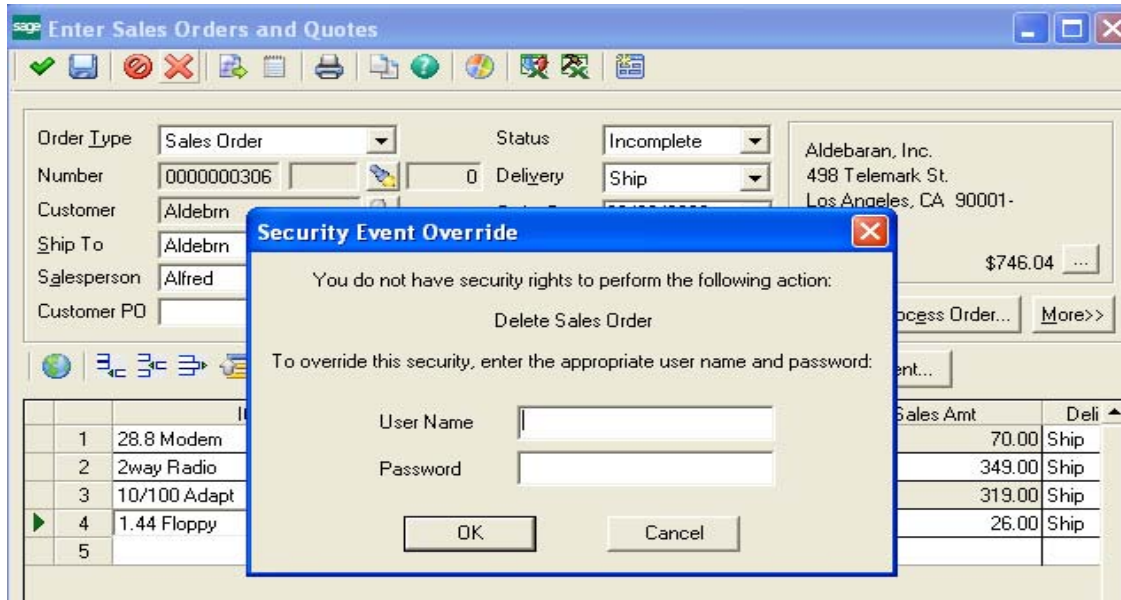 sage Enter Sales Orders and Quotes
Order Type Sales Order Status Incomplete
Aldebaran, Inc.
Number 0000000306 0 Delivery Ship
498 Telemark St.
Customer Aldebrn
Los Angeles, CA 90001-
Ship To Aldebrn
Salesperson Alfred
$746.04 ...
Customer PO
ocess Order... More>>
Security Event Override
You do not have security rights to perform the following action:
Delete Sales Order
To override this security, enter the appropriate user name and password:
User Name
Password
OK Cancel
ent...
Sales Amt Deli
1 28.8 Modem 70.00 Ship
2 2way Radio 349.00 Ship
3 10/100 Adapt 319.00 Ship
4 1.44 Floppy 26.00 Ship
5